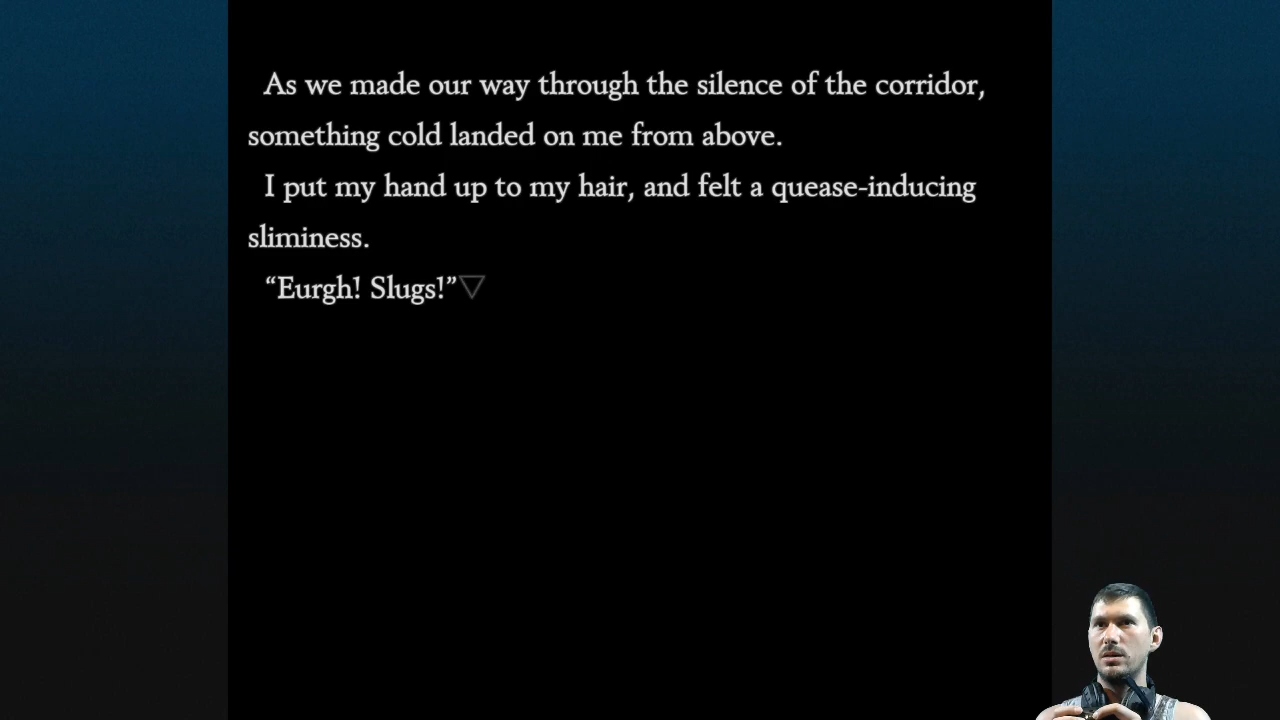 As we made our way through the silence of the corridor,
something cold landed on me from above.
I put my hand up to my hair, and felt a quease-inducing
sliminess.
“Eurgh! Slugs!”